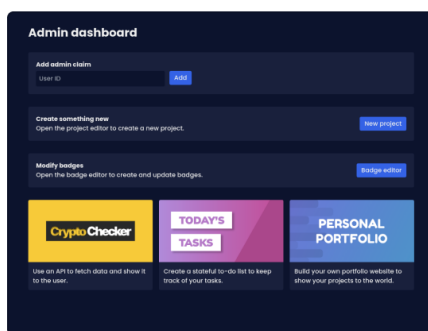 Admin dashboard
Add admin claim
User ID
Add
Create something new
Open the project editor to create a new project.
New project
Modify badges
Open the badge editor to create and update badges.
Badge editor
CryptoChecker
TODAY'S
TASKS
PERSONAL
PORTFOLIO
Use an API to fetch data and show it
to the user.
Create a stateful to-do list to keep
track of your tasks.
Build your own portfolio website to
show your projects to the world.